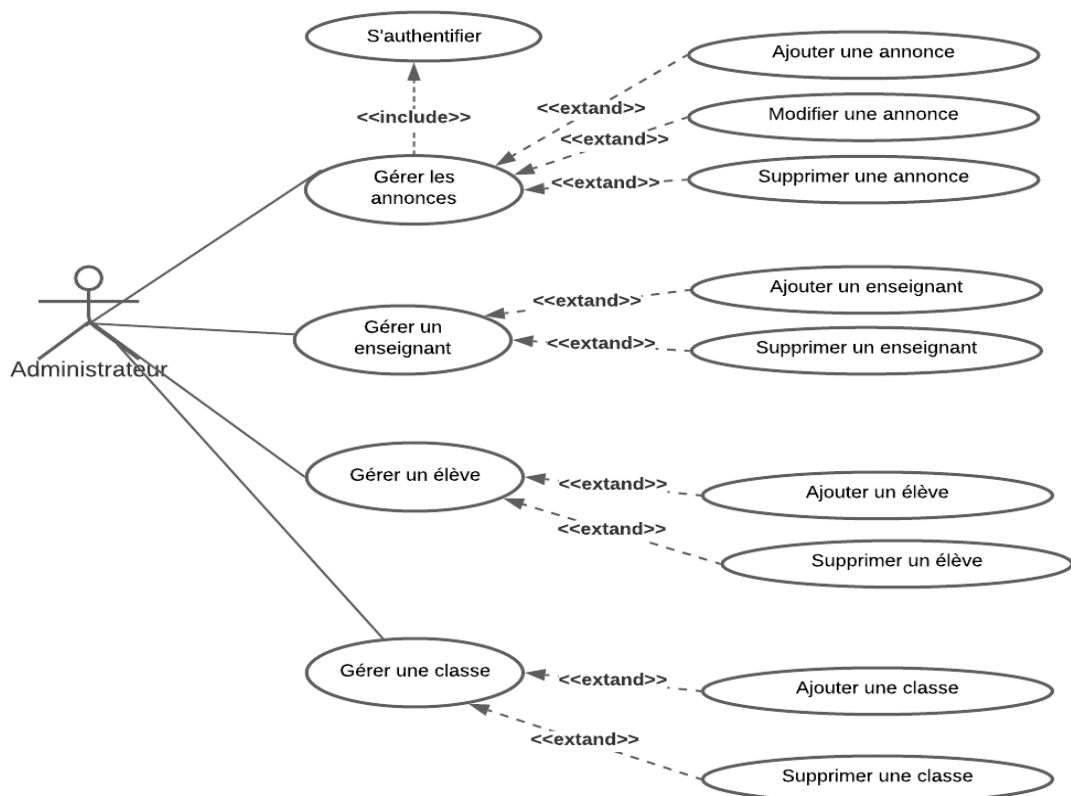 S'authentifier
<<include>>
Gérer les
annonces
Ajouter une annonce
<<extand>>
Modifier une annonce
<<extand>>
Supprimer une annonce
<<extand>>
Administrateur
Gérer un
enseignant
Ajouter un enseignant
<<extand>>
Supprimer un enseignant
<<extand>>
Gérer un élève
Ajouter un élève
<<extand>>
Supprimer un élève
<<extand>>
Gérer une classe
Ajouter une classe
<<extand>>
Supprimer une classe
<<extand>>